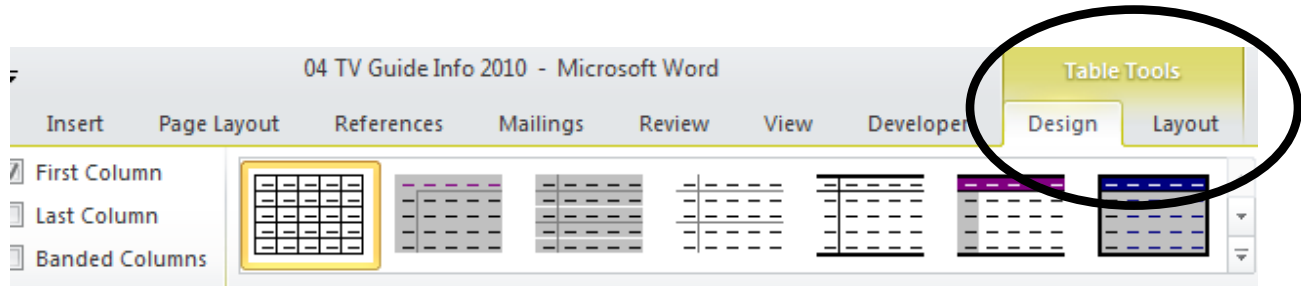 04 TV Guide Info 2010 - Microsoft Word
Table Tools
Insert Page Layout References Mailings Review View Developer Design Layout
First Column
Last Column
Banded Columns